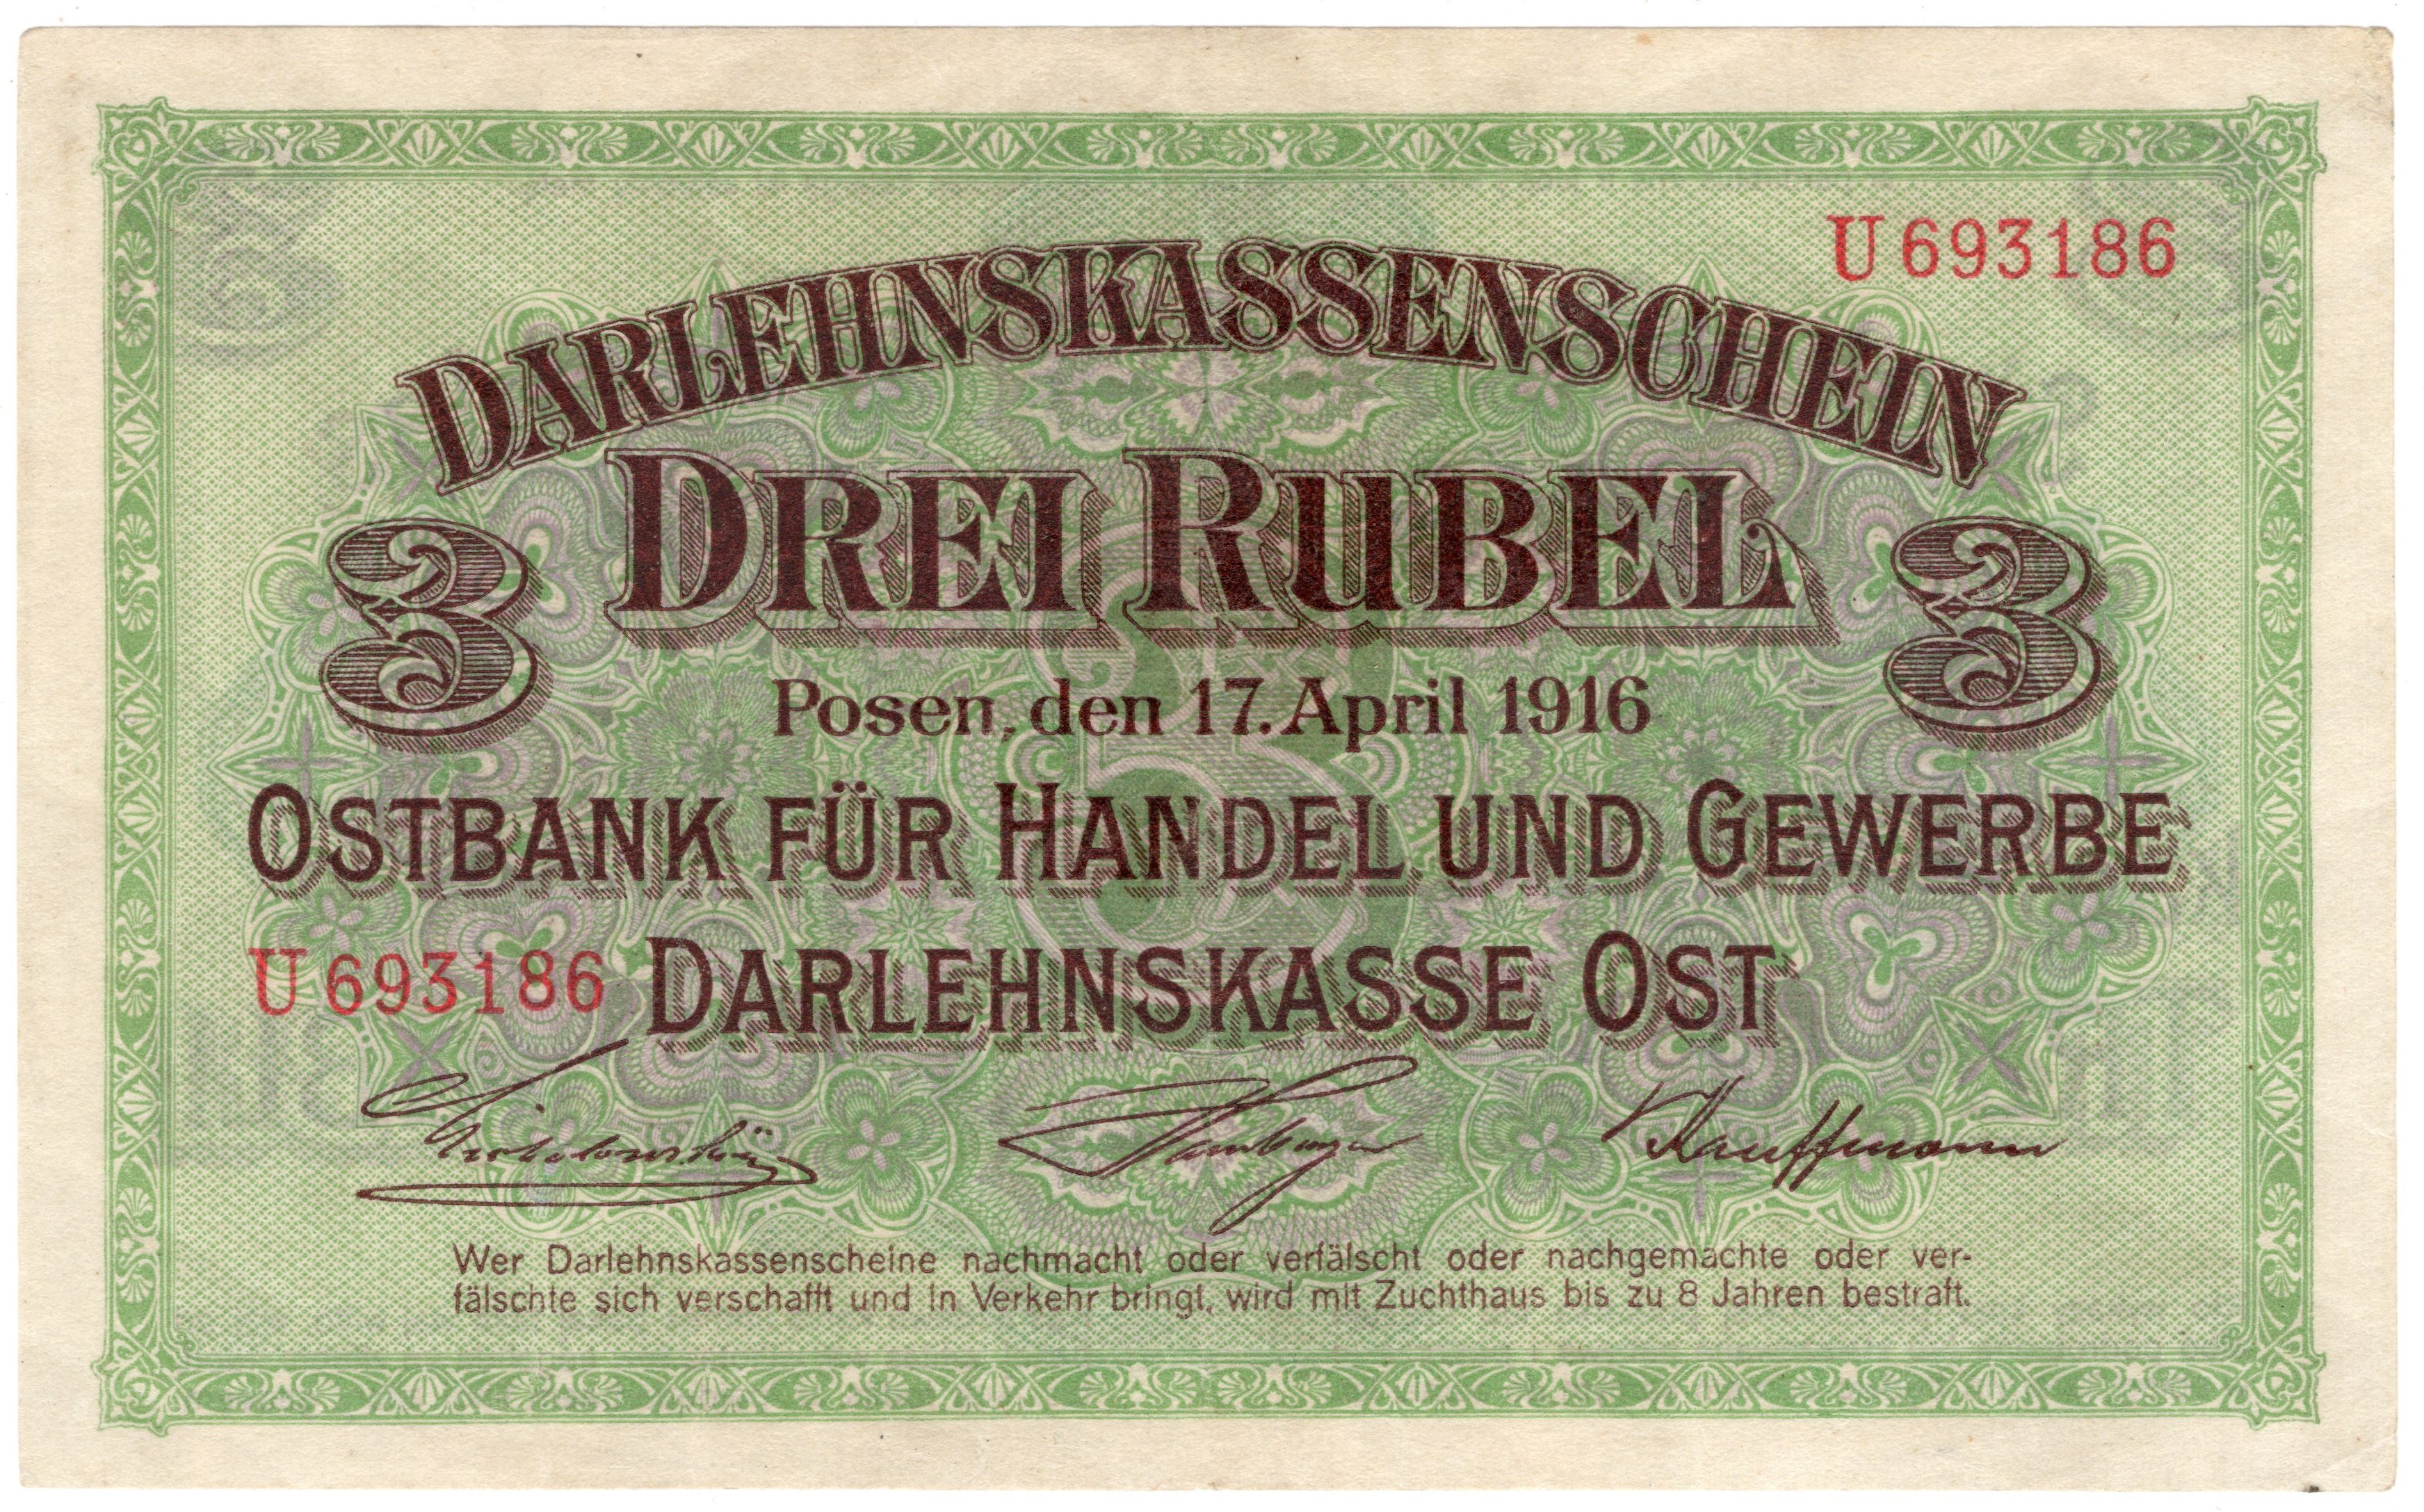 U 693186
DARLEHNSKASSENSCHEIN
3 DREI RUBEL 3
Posen, den 17. April 1916
OSTBANK FÜR HANDEL UND GEWERBE
U 693186 DARLEHNSKASSE OST
Hamburger Kauffmann
Wer Darlehnskassenscheine nachmacht oder verfälscht oder nachgemachte oder ver-
fälschte sich verschafft und in Verkehr bringt, wird mit Zuchthaus bis zu 8 Jahren bestraft.